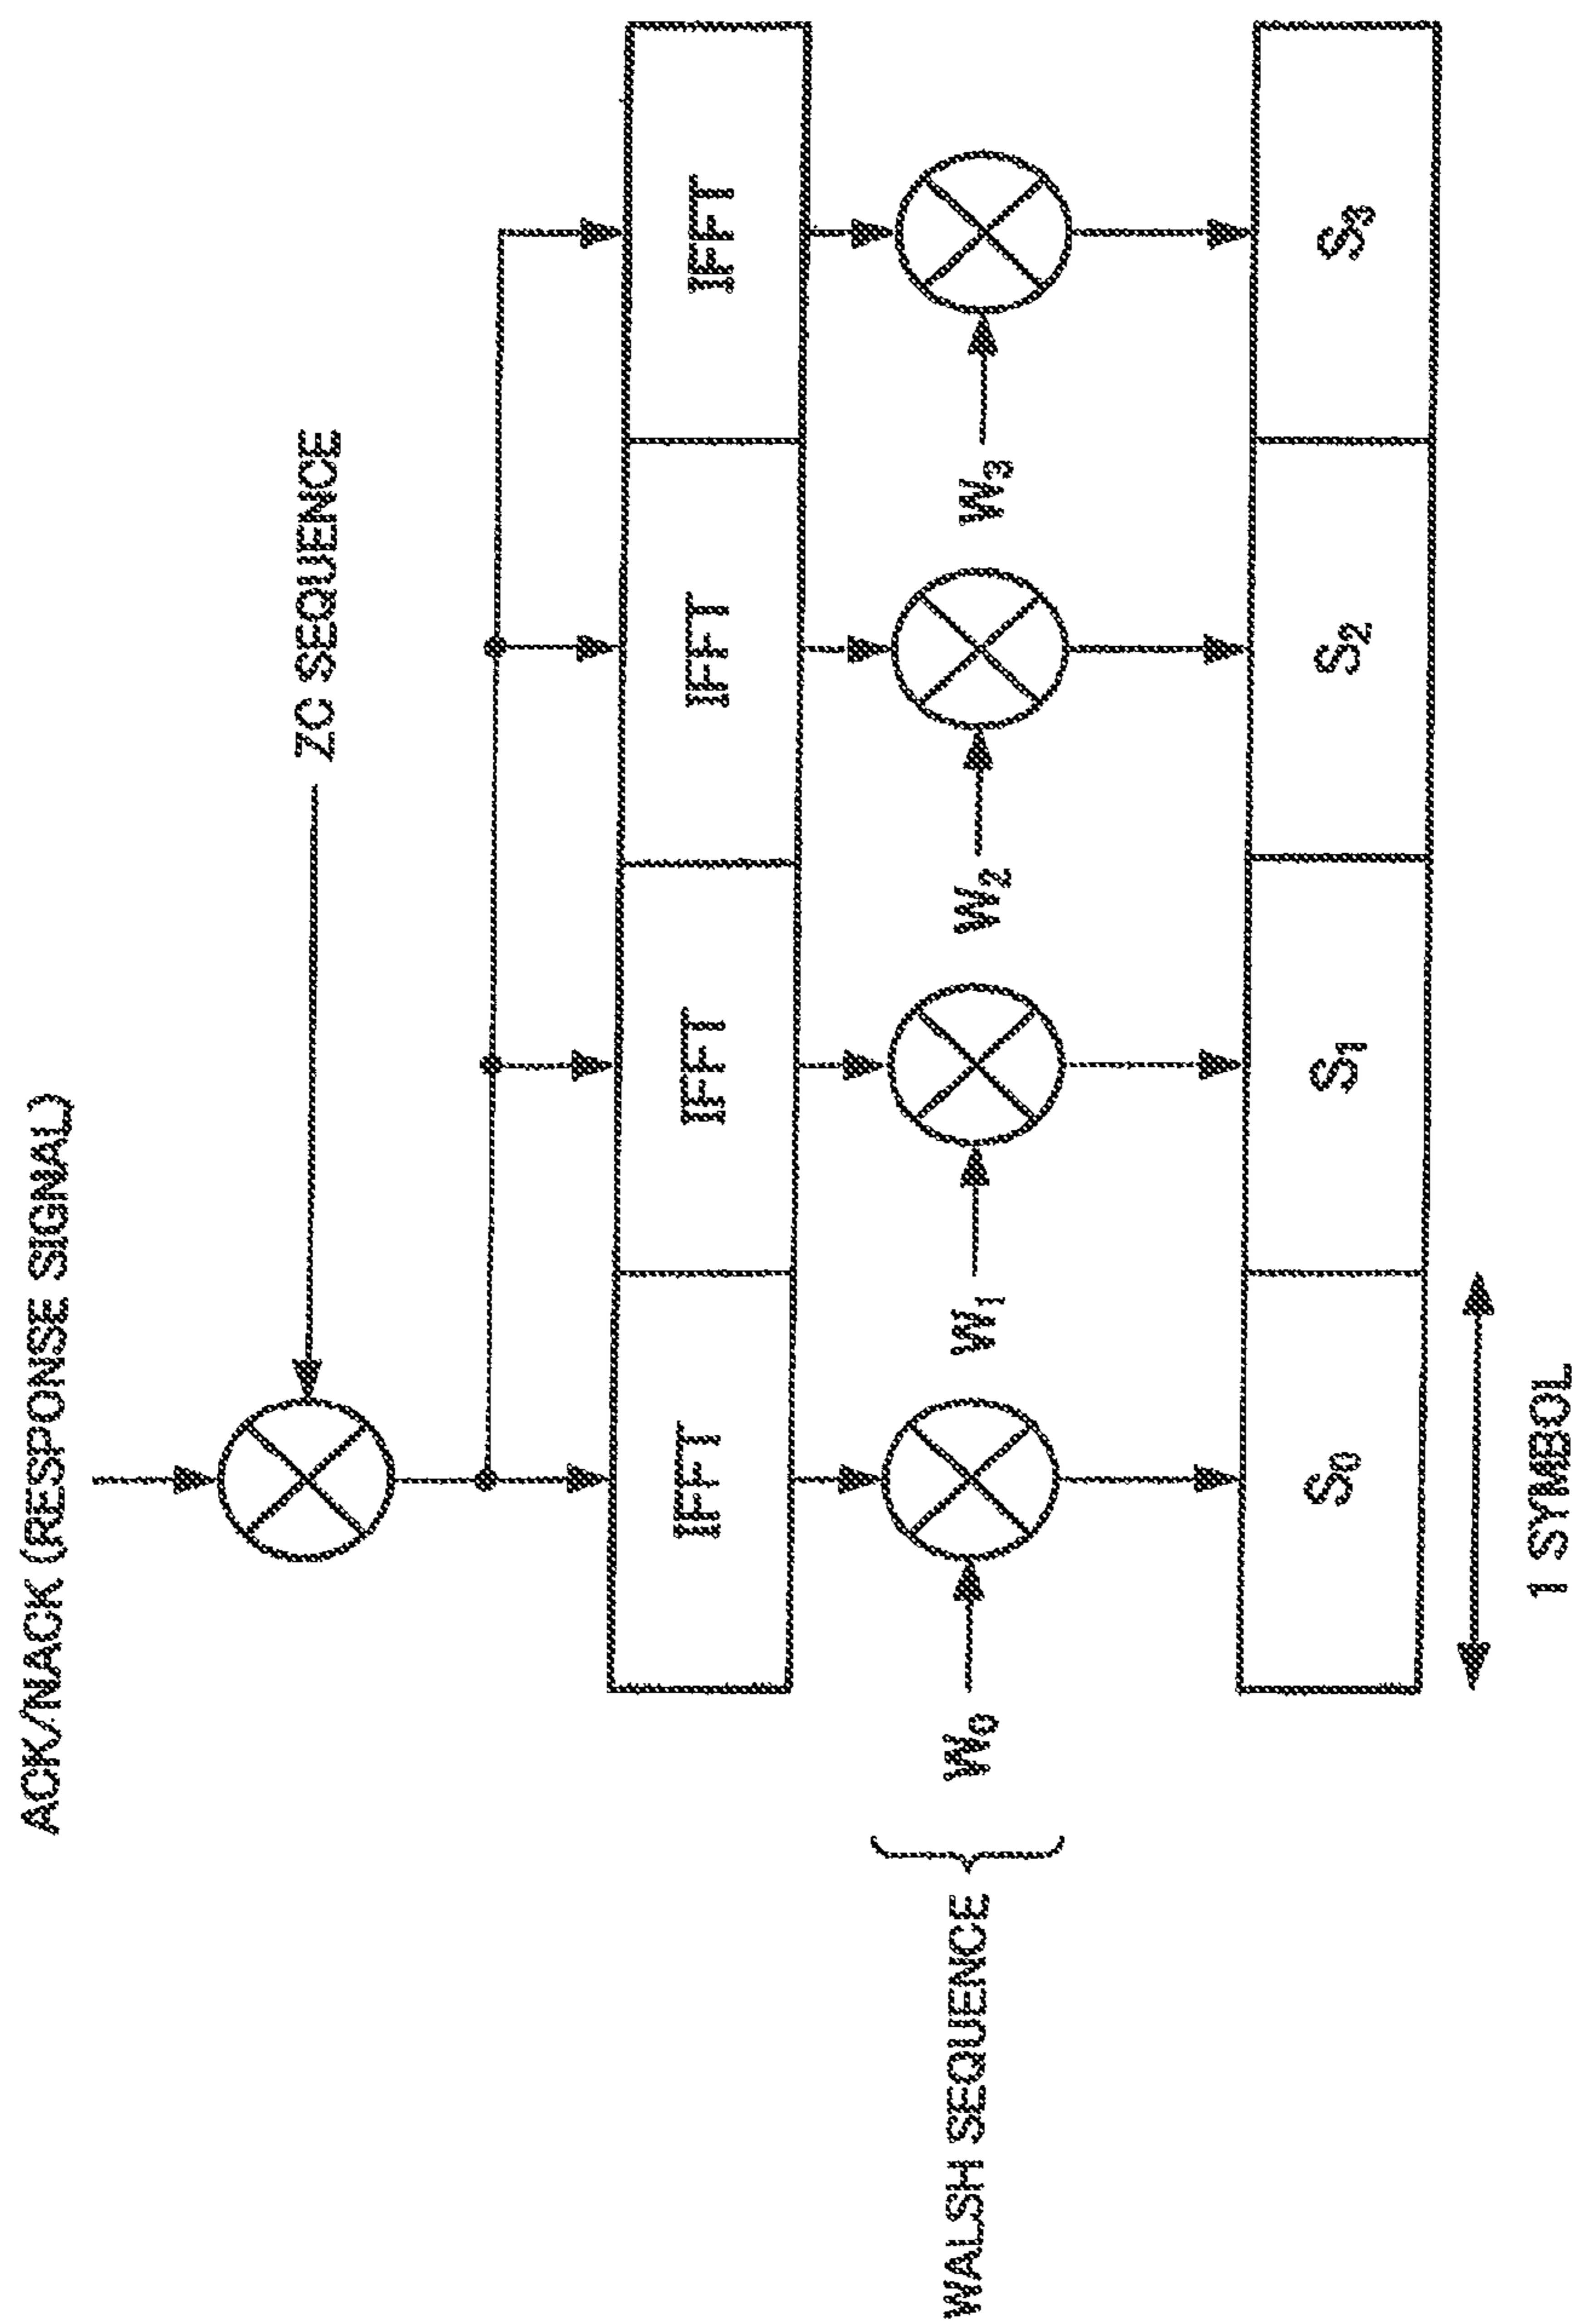 ACK/NACK (RESPONSE SIGNAL)
ZC SEQUENCE
IFFT IFFT IFFT IFFT
WALSH SEQUENCE W0 W1 W2 W3
S0 S1 S2 S3
1 SYMBOL